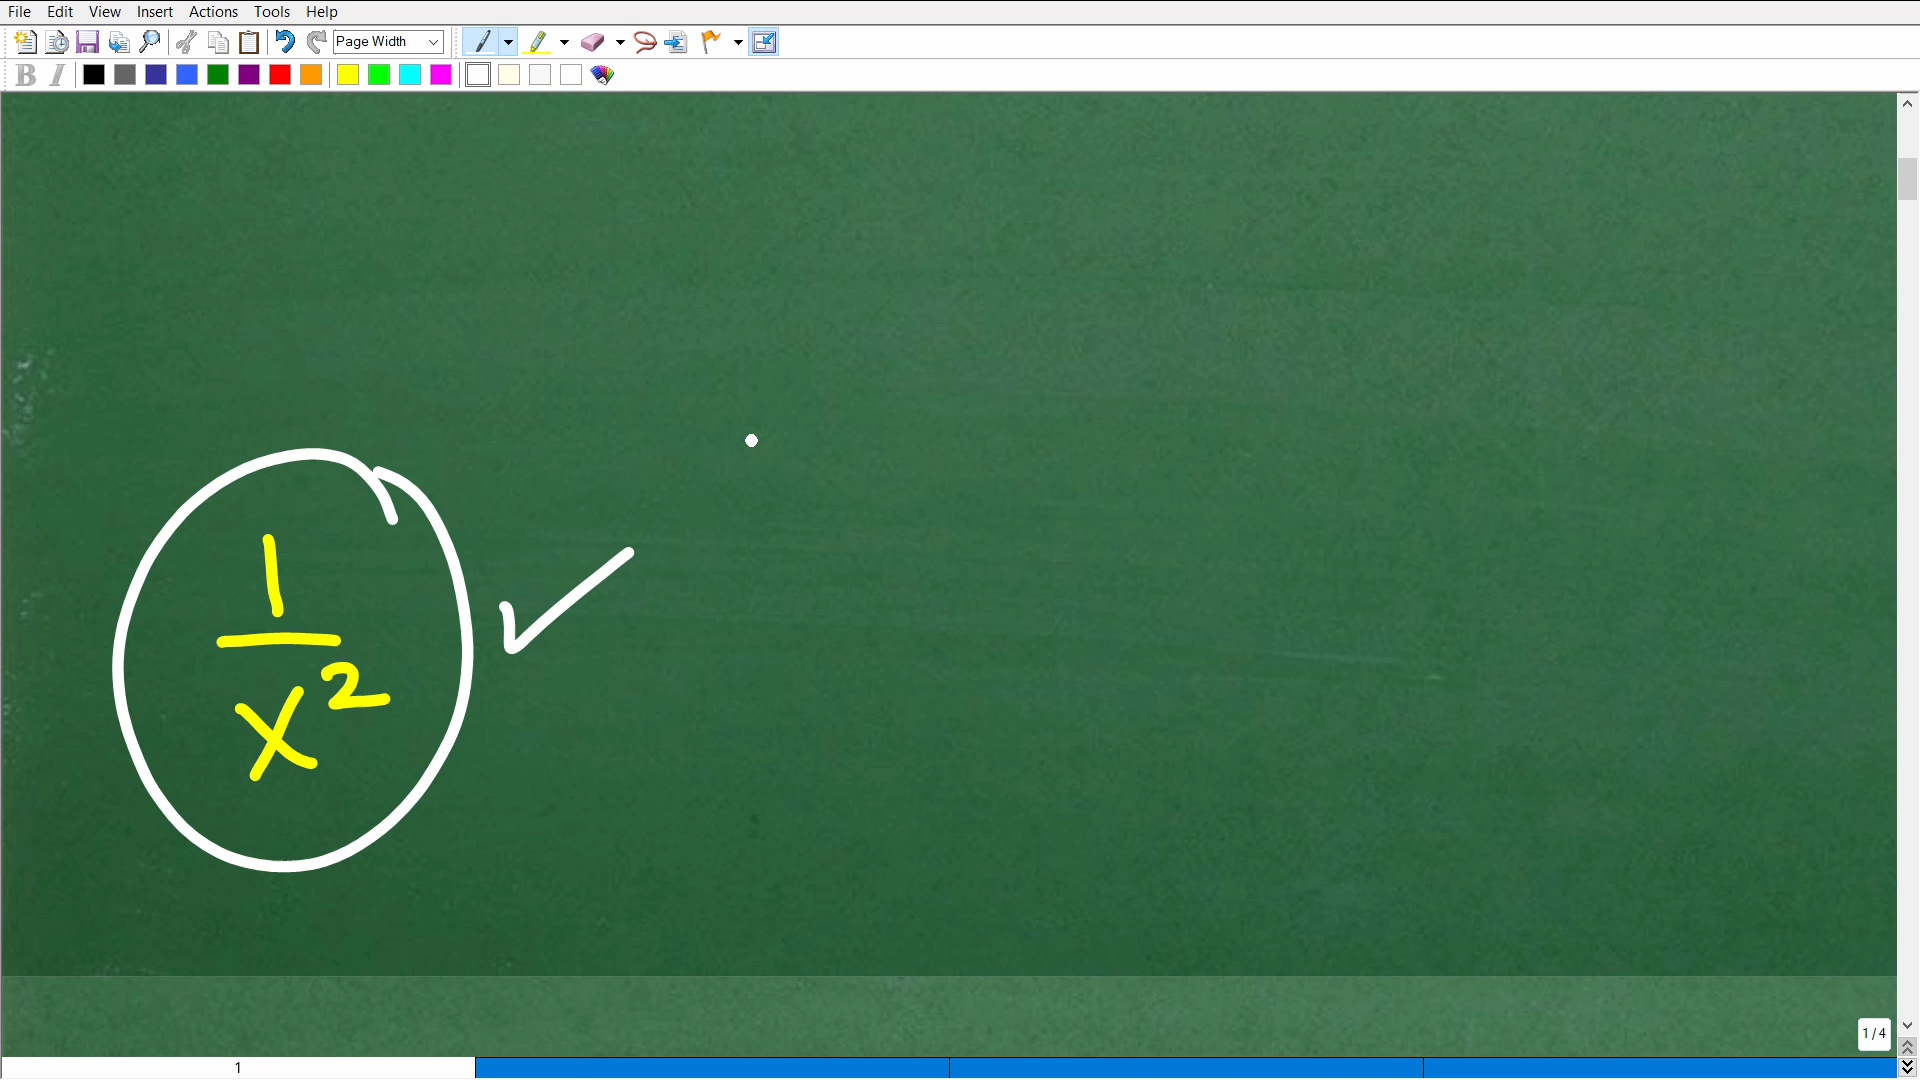 File Edit View Insert Actions Tools Help
Page Width
B I
1
x²
1 / 4
1